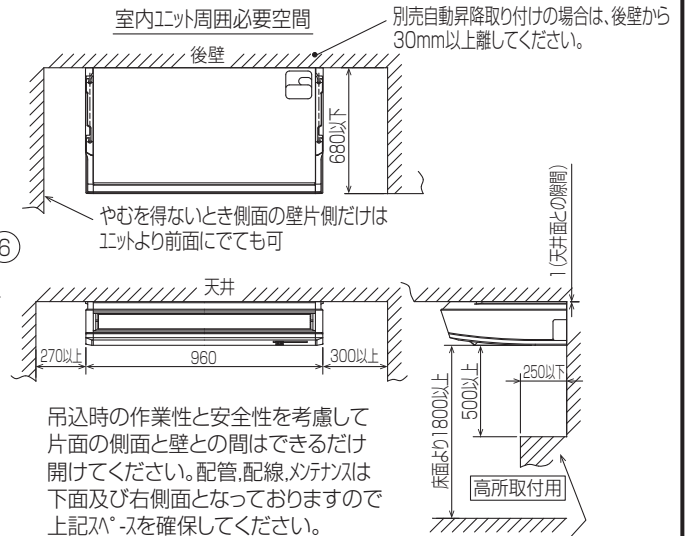 室内ユニット周囲必要空間
別売自動昇降取り付けの場合は、後壁から
30mm以上離してください。
後壁
680以下
やむを得ないとき側面の壁片側だけは
ユニットより前面にでても可
6
1(天井面との隙間)
天井
270以上
960
300以上
床面より1800以上
500以上
250以下
高所取付用
吊込時の作業性と安全性を考慮して
片面の側面と壁との間はできるだけ
開けてください。配管,配線,メンテナンスは
下面及び右側面となっておりますので
上記スペ-スを確保してください。